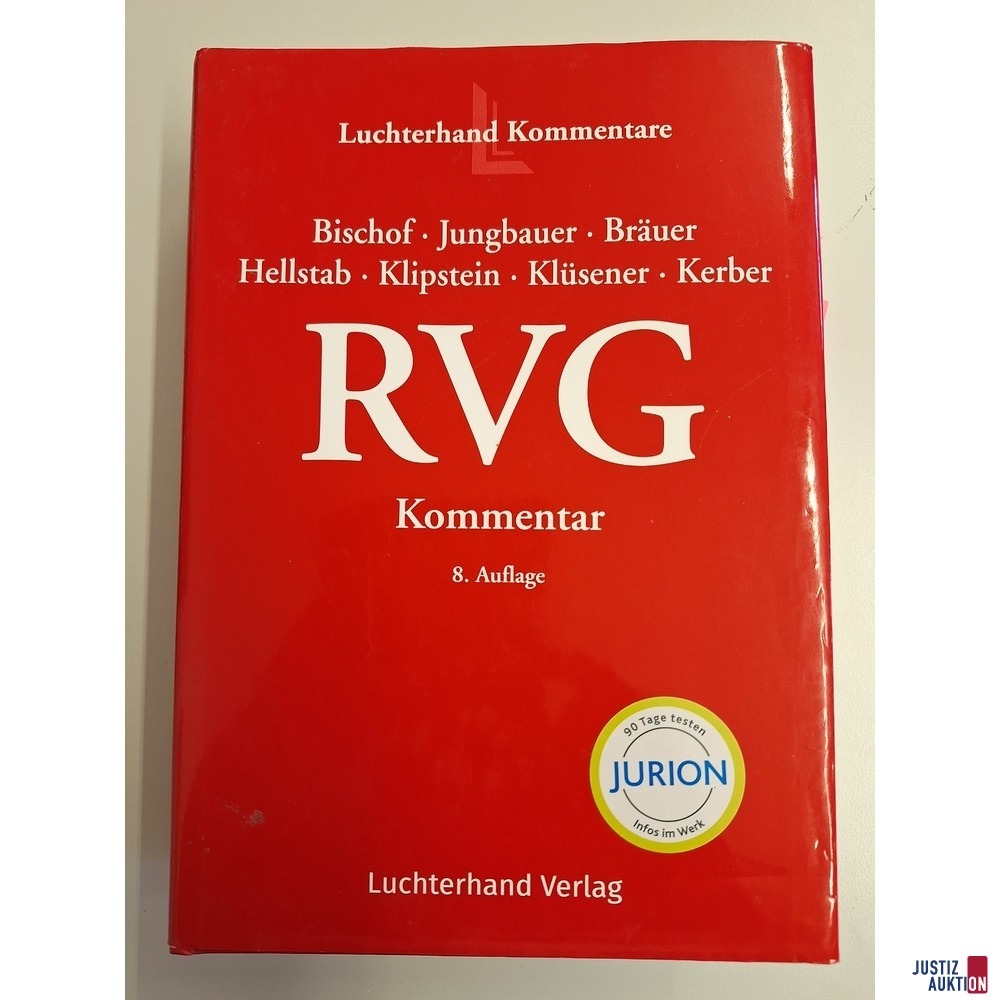 Luchterhand Kommentare
Bischof · Jungbauer · Bräuer
Hellstab · Klipstein · Klüsener · Kerber
RVG
Kommentar
8. Auflage
90 Tage testen
JURION
Infos im Werk
Luchterhand Verlag
JUSTIZ
AUKTION